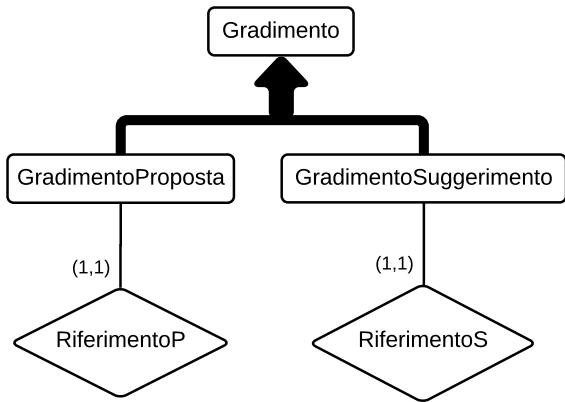 Gradimento
GradimentoProposta
GradimentoSuggerimento
(1,1)
(1,1)
RiferimentoP
RiferimentoS